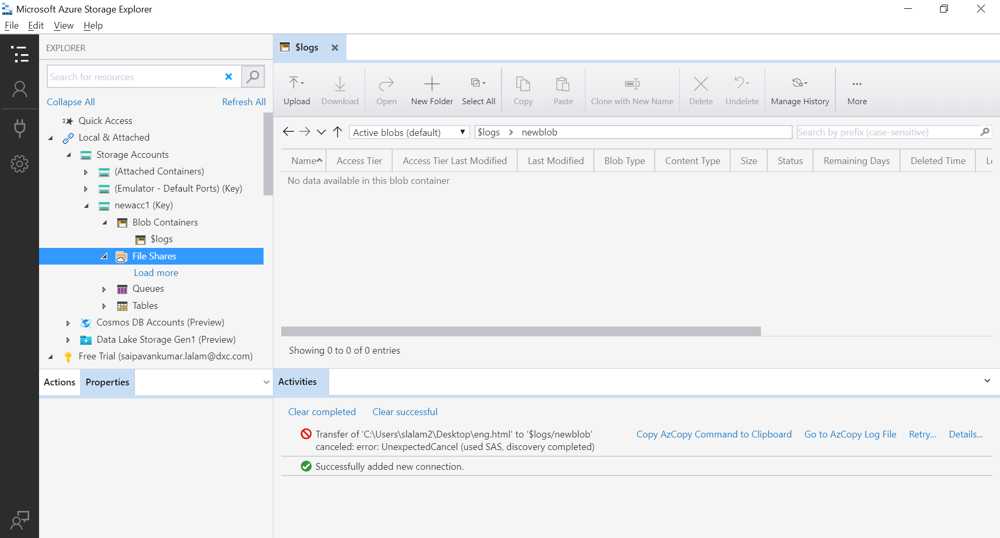 Microsoft Azure Storage Explorer
File Edit View Help
EXPLORER
Search for resources
Collapse All Refresh All
Quick Access
Local & Attached
Storage Accounts
(Attached Containers)
(Emulator - Default Ports) (Key)
newacc1 (Key)
Blob Containers
$logs
File Shares
Load more
Queues
Tables
Cosmos DB Accounts (Preview)
Data Lake Storage Gen1 (Preview)
Free Trial (saipavankumar.lalam@dxc.com)
Actions Properties
$logs
Upload Download Open New Folder Select All Copy Paste Clone with New Name Delete Undelete Manage History More
Active blobs (default) $logs newblob Search by prefix (case-sensitive)
Name Access Tier Access Tier Last Modified Last Modified Blob Type Content Type Size Status Remaining Days Deleted Time
No data available in this blob container
Showing 0 to 0 of 0 entries
Activities
Clear completed Clear successful
Transfer of 'C:\Users\slalam2\Desktop\eng.html' to '$logs/newblob' Copy AzCopy Command to Clipboard Go to AzCopy Log File Retry... Details...
canceled: error: UnexpectedCancel (used SAS, discovery completed)
Successfully added new connection.